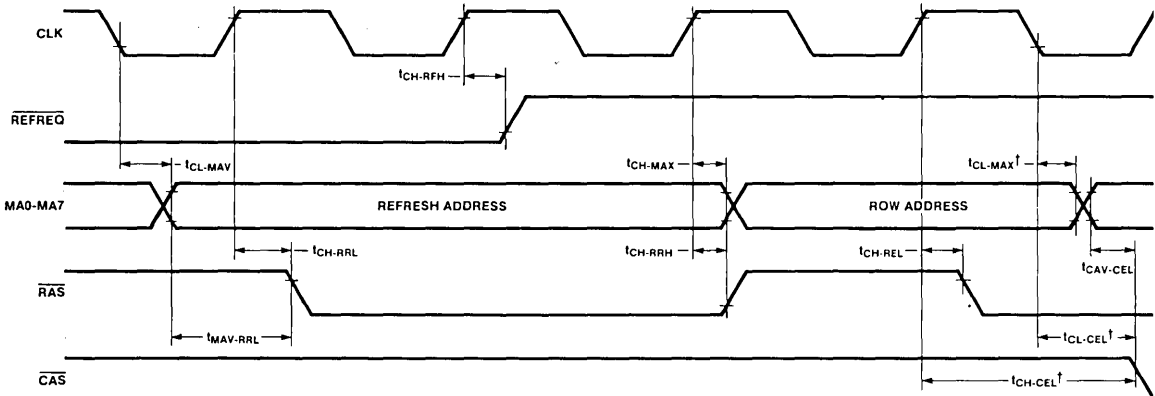 CLK
tCH-RFH
REFREQ
tCL-MAV
tCH-MAX
tCL-MAX†
MA0-MA7
REFRESH ADDRESS
ROW ADDRESS
tCH-RRL
tCH-RRH
tCH-REL
tCAV-CEL
RAS
tMAV-RRL
tCL-CEL†
CAS
tCH-CEL†